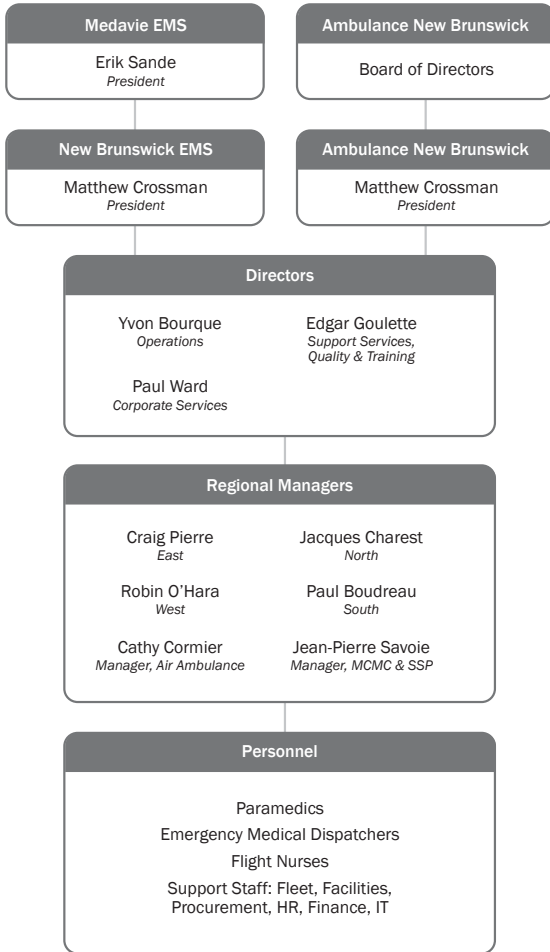 Medavie EMS
Erik Sande
President
Ambulance New Brunswick
Board of Directors
New Brunswick EMS
Matthew Crossman
President
Ambulance New Brunswick
Matthew Crossman
President
Directors
Yvon Bourque
Operations
Edgar Goulette
Support Services,
Quality & Training
Paul Ward
Corporate Services
Regional Managers
Craig Pierre
East
Jacques Charest
North
Robin O'Hara
West
Paul Boudreau
South
Cathy Cormier
Manager, Air Ambulance
Jean-Pierre Savoie
Manager, MCMC & SSP
Personnel
Paramedics
Emergency Medical Dispatchers
Flight Nurses
Support Staff: Fleet, Facilities,
Procurement, HR, Finance, IT